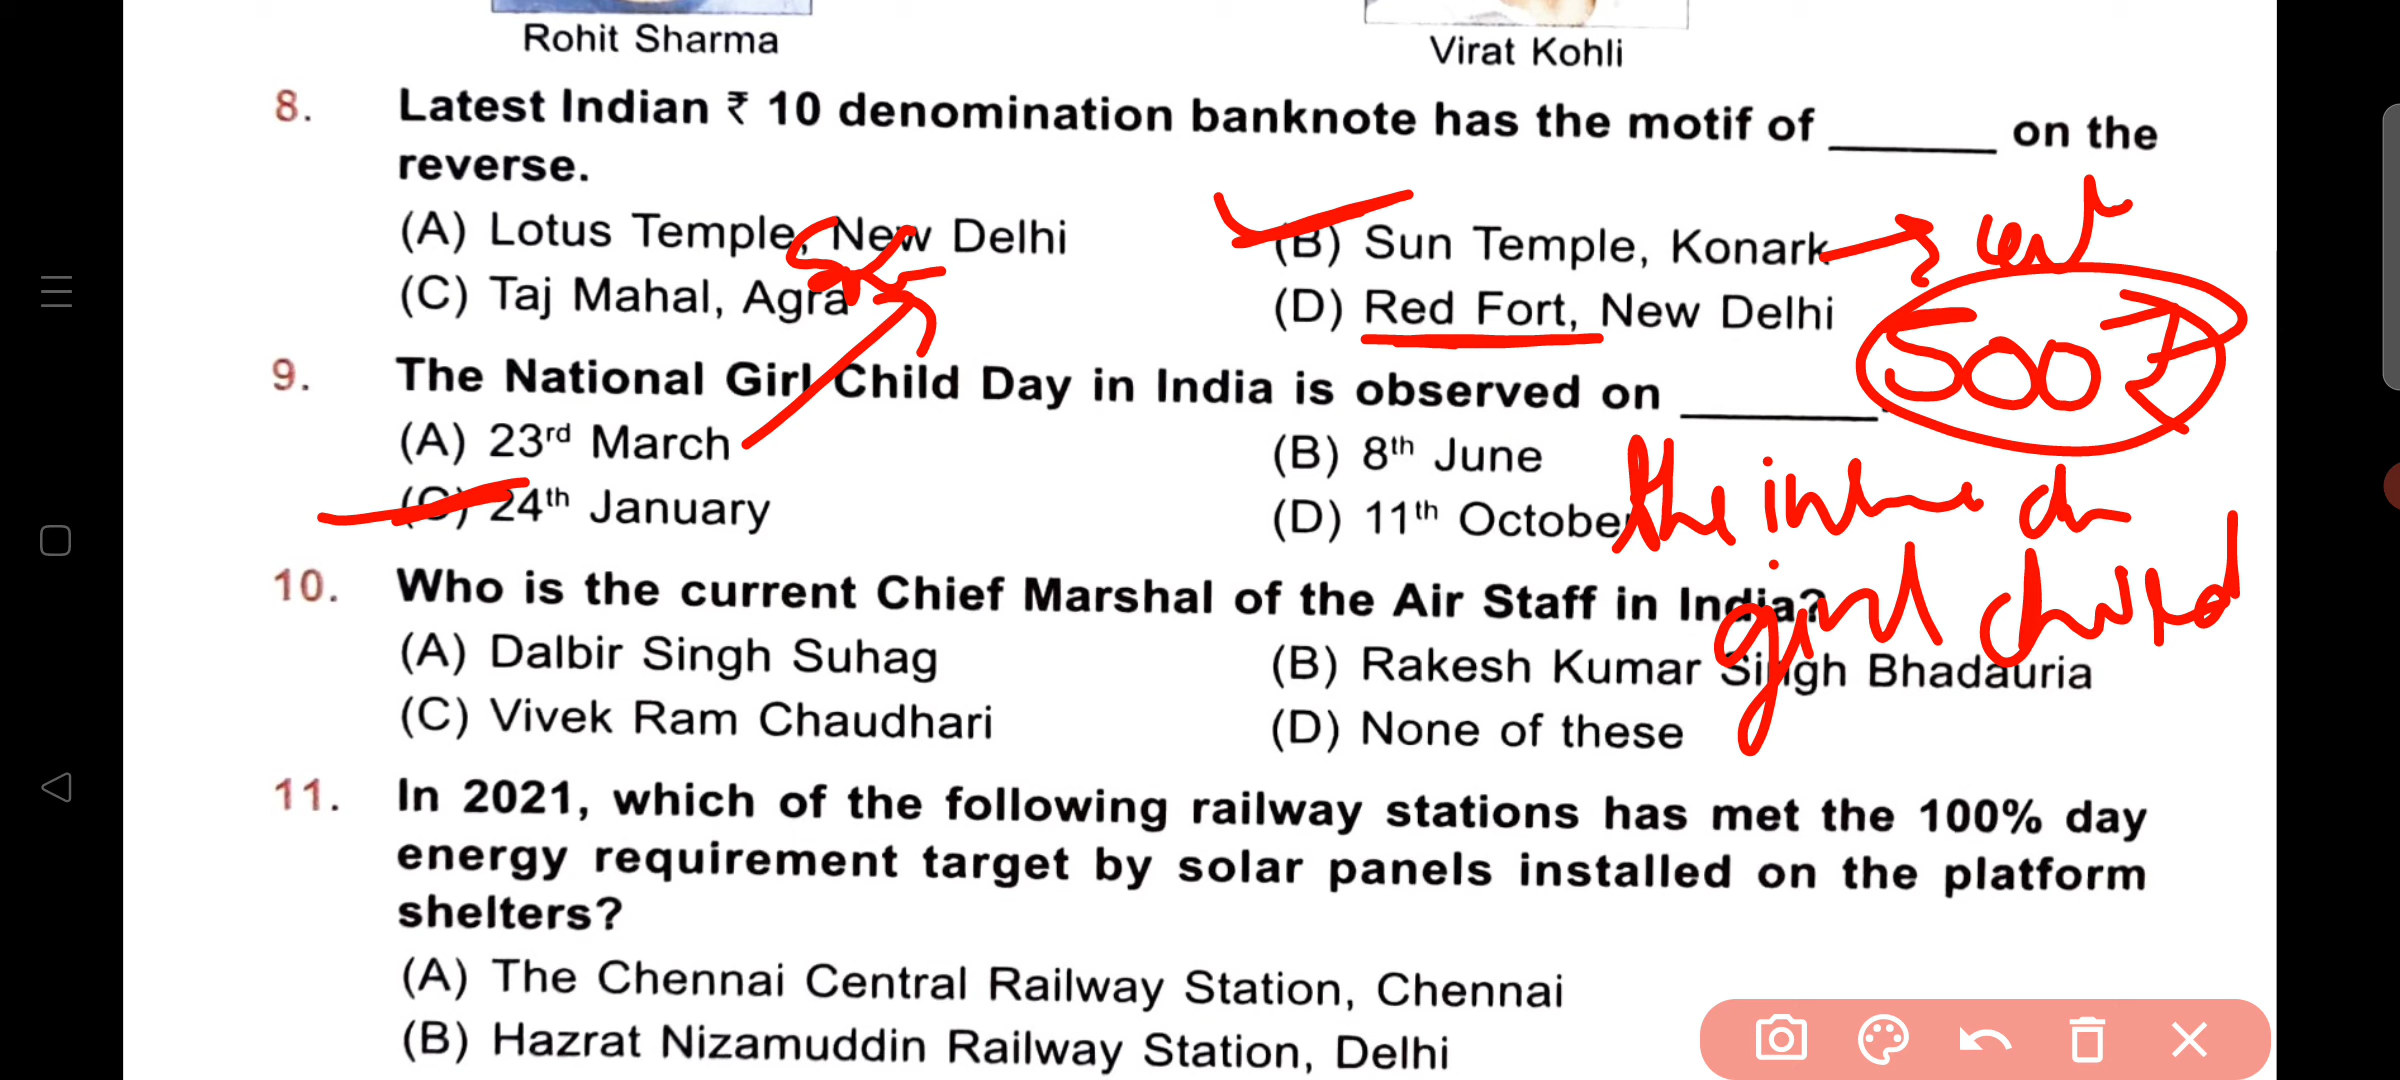 Rohit Sharma
Virat Kohli
8. Latest Indian ₹ 10 denomination banknote has the motif of ______ on the
reverse.
(A) Lotus Temple, New Delhi
(B) Sun Temple, Konark
(C) Taj Mahal, Agra
(D) Red Fort, New Delhi
500 ₹
9. The National Girl Child Day in India is observed on ______.
(A) 23rd March
(B) 8th June
(C) 24th January
(D) 11th October
the
girl child
10. Who is the current Chief Marshal of the Air Staff in India?
(A) Dalbir Singh Suhag
(B) Rakesh Kumar Singh Bhadauria
(C) Vivek Ram Chaudhari
(D) None of these
11. In 2021, which of the following railway stations has met the 100% day
energy requirement target by solar panels installed on the platform
shelters?
(A) The Chennai Central Railway Station, Chennai
(B) Hazrat Nizamuddin Railway Station, Delhi